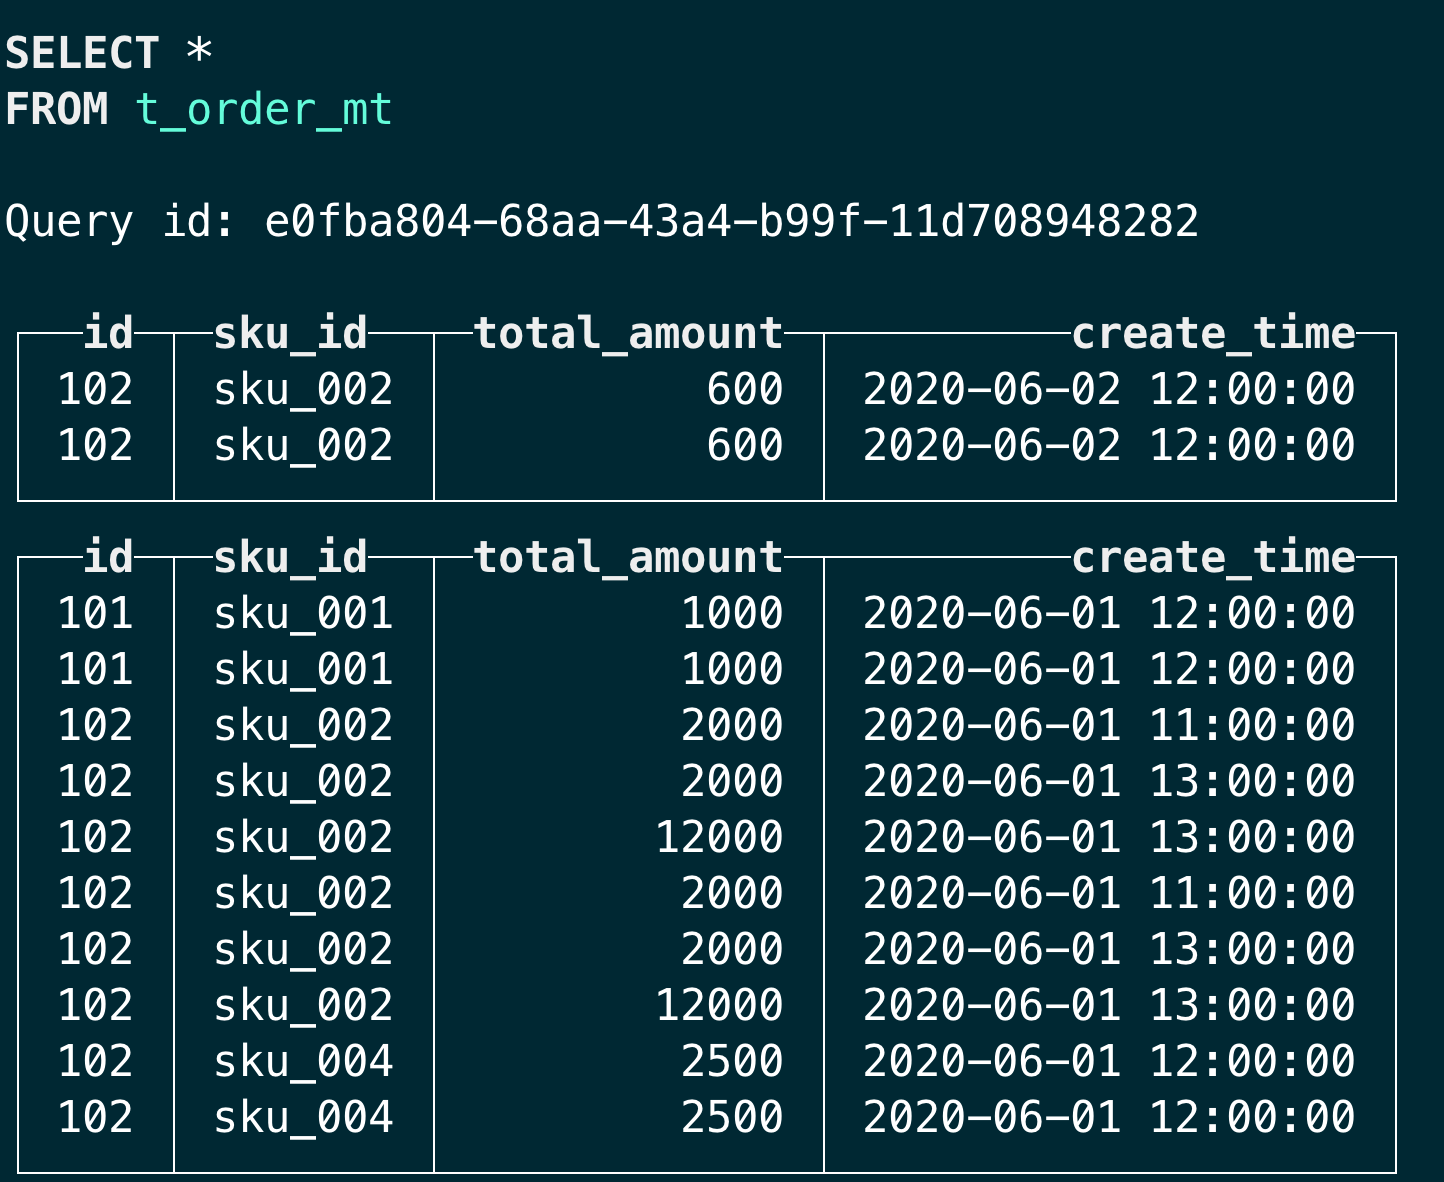 SELECT *
FROM t_order_mt
Query id: e0fba804-68aa-43a4-b99f-11d708948282
id sku_id total_amount create_time
102 sku_002 600 2020-06-02 12:00:00
102 sku_002 600 2020-06-02 12:00:00
id sku_id total_amount create_time
101 sku_001 1000 2020-06-01 12:00:00
101 sku_001 1000 2020-06-01 12:00:00
102 sku_002 2000 2020-06-01 11:00:00
102 sku_002 2000 2020-06-01 13:00:00
102 sku_002 12000 2020-06-01 13:00:00
102 sku_002 2000 2020-06-01 11:00:00
102 sku_002 2000 2020-06-01 13:00:00
102 sku_002 12000 2020-06-01 13:00:00
102 sku_004 2500 2020-06-01 12:00:00
102 sku_004 2500 2020-06-01 12:00:00